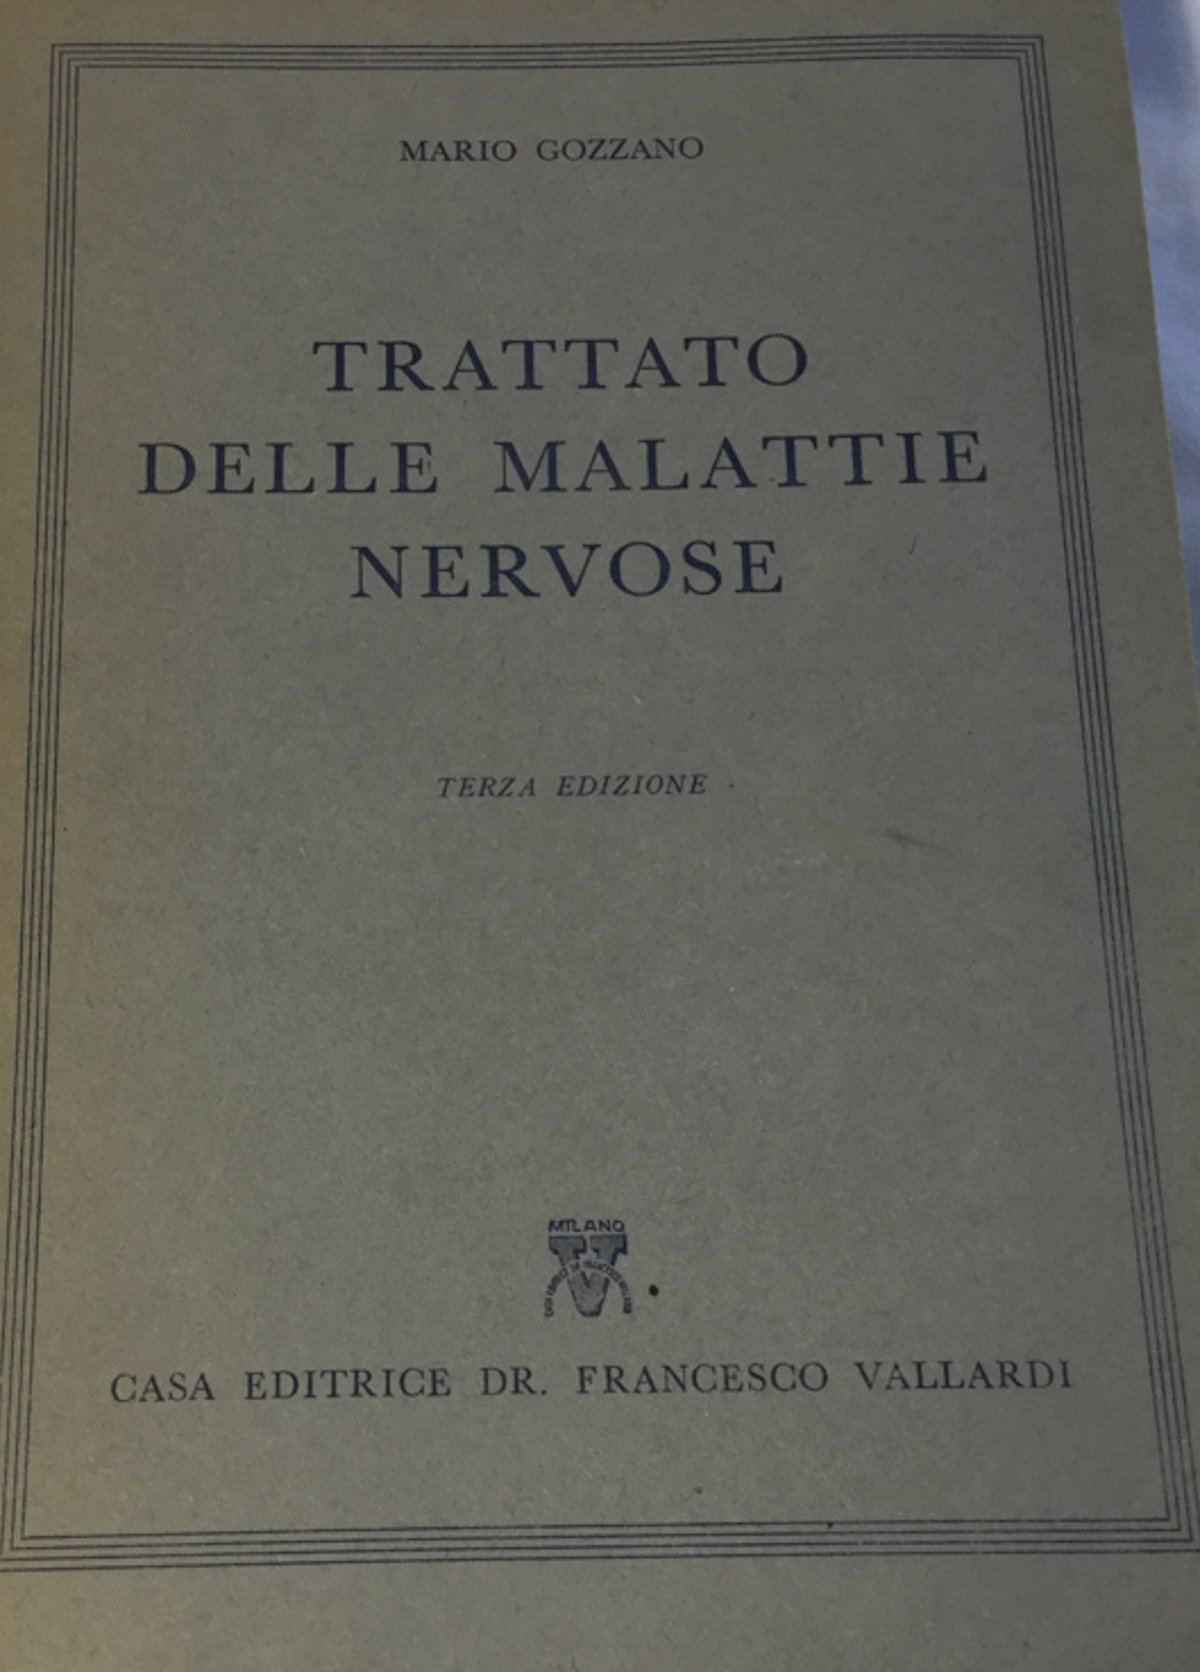 MARIO GOZZANO
TRATTATO
DELLE MALATTIE
NERVOSE
TERZA EDIZIONE
MILANO
V
CASA EDITRICE DR. FRANCESCO VALLARDI